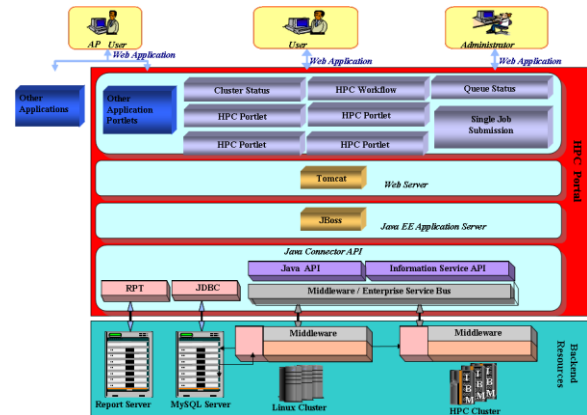 AP User
User
Administrator
Web Application
Web Application
Web Application
Other Applications
Other Application Portlets
Cluster Status
HPC Workflow
Queue Status
HPC Portlet
HPC Portlet
Single Job Submission
HPC Portlet
HPC Portlet
HPC Portal
Tomcat
Web Server
JBoss
Java EE Application Server
Java Connector API
Java API
Information Service API
RPT
JDBC
Middleware / Enterprise Service Bus
Middleware
Middleware
Backend Resources
Report Server
MySQL Server
Linux Cluster
IBM
IBM
IBM
HPC Cluster